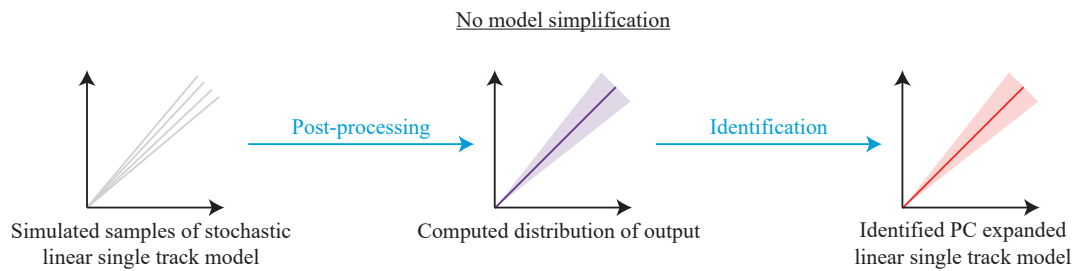 No model simplification
Post-processing
Identification
Simulated samples of stochastic
linear single track model
Computed distribution of output
Identified PC expanded
linear single track model